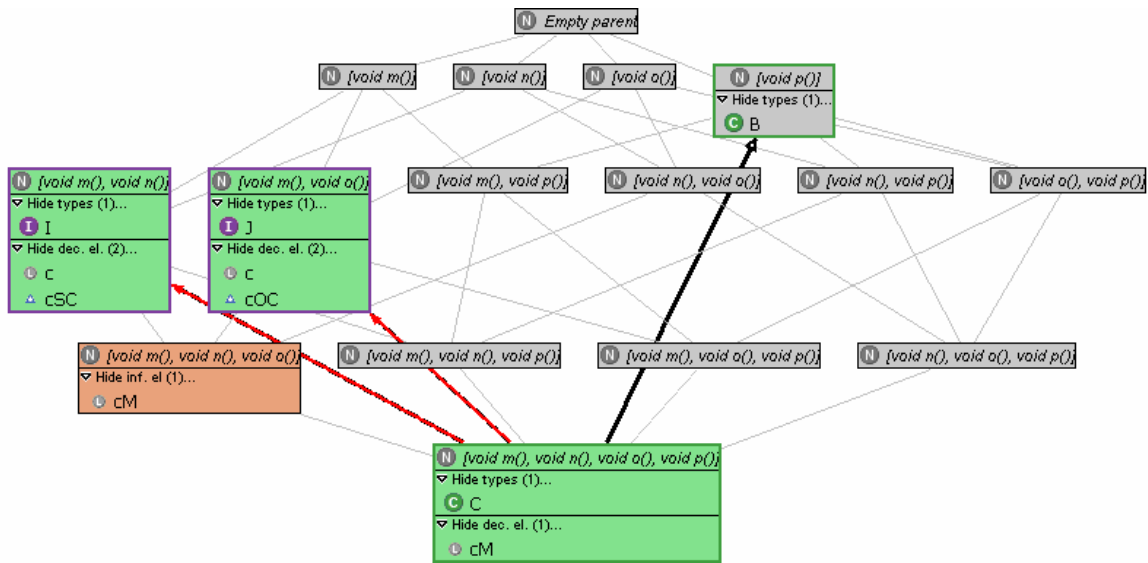 N Empty parent
N [void m()]
N [void n()]
N [void o()]
N [void p()]
Hide types (1)...
C B
N [void m(), void n()]
Hide types (1)...
I I
Hide dec. el. (2)...
L c
cSC
N [void m(), void o()]
Hide types (1)...
I J
Hide dec. el. (2)...
L c
cOC
N [void m(), void p()]
N [void n(), void o()]
N [void n(), void p()]
N [void o(), void p()]
N [void m(), void n(), void o()]
Hide inf. el (1)...
L cM
N [void m(), void n(), void p()]
N [void m(), void o(), void p()]
N [void n(), void o(), void p()]
N [void m(), void n(), void o(), void p()]
Hide types (1)...
C C
Hide dec. el. (1)...
L cM